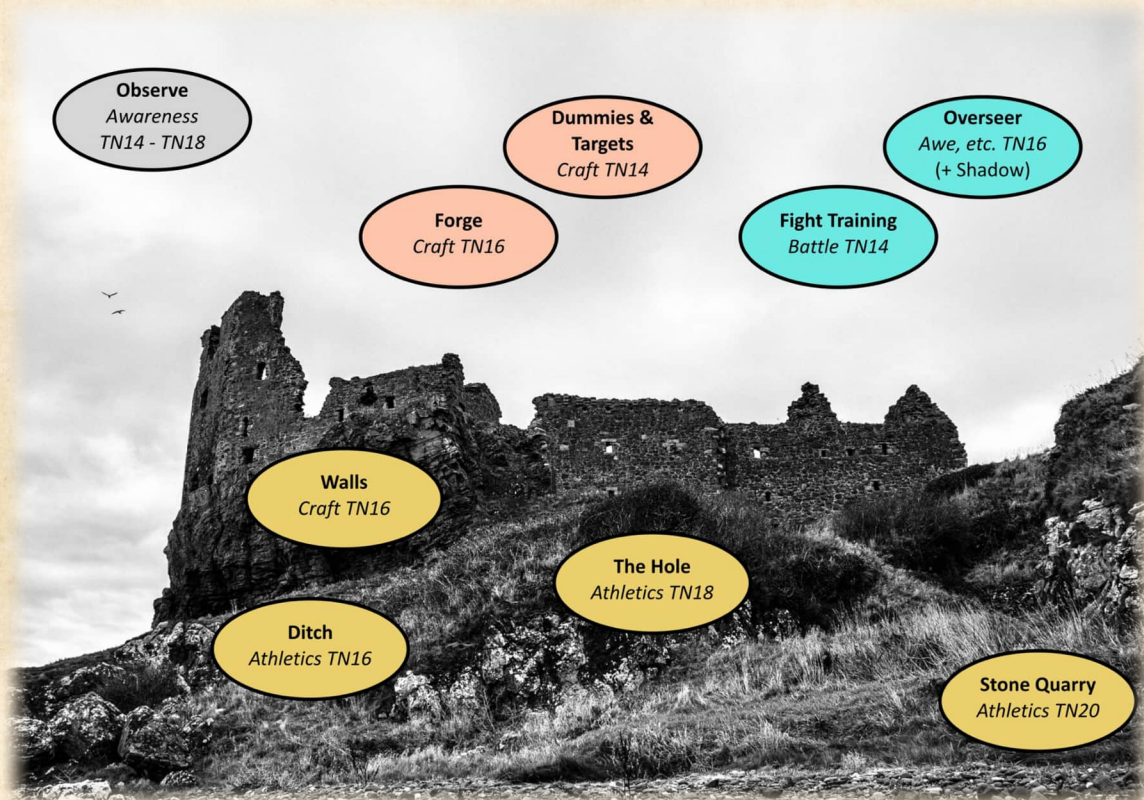 Observe
Awareness
TN14 - TN18
Dummies &
Targets
Craft TN14
Overseer
Awe, etc. TN16
(+ Shadow)
Forge
Craft TN16
Fight Training
Battle TN14
Walls
Craft TN16
The Hole
Athletics TN18
Ditch
Athletics TN16
Stone Quarry
Athletics TN20